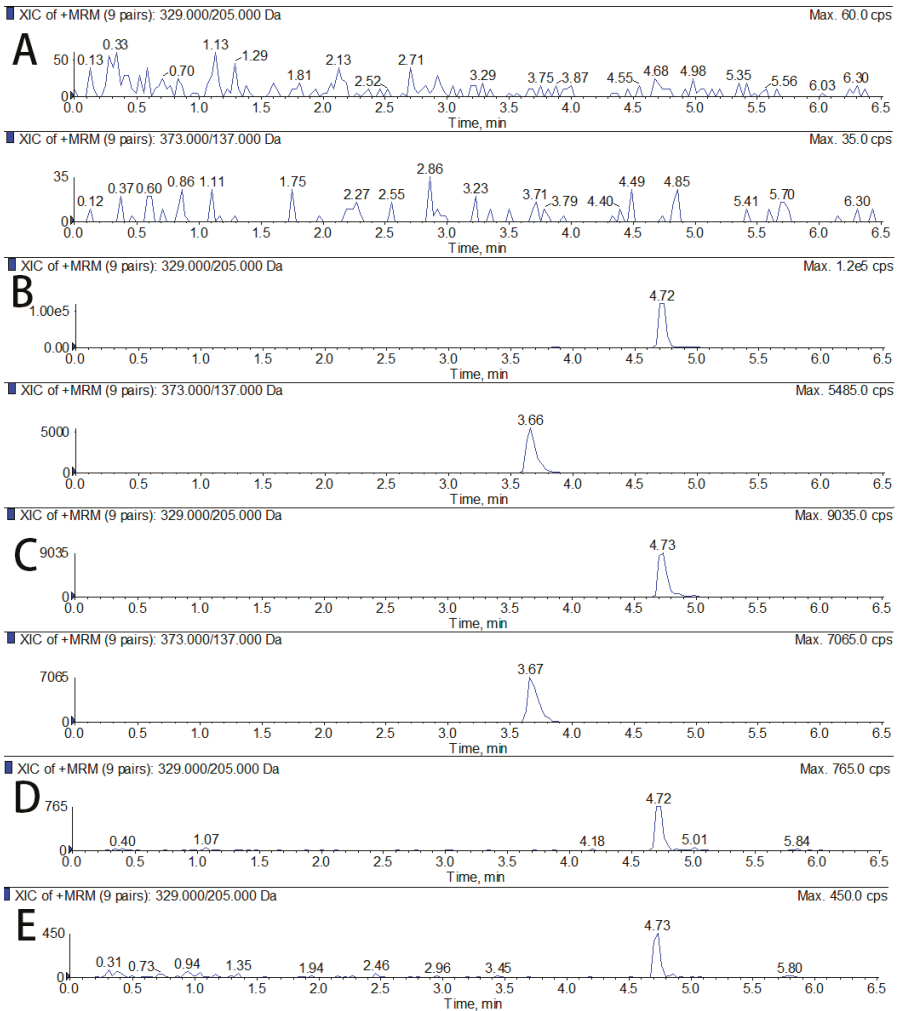 XIC of +MRM (9 pairs): 329.000/205.000 Da Max. 60.0 cps
A
50
0
0.13 0.33 0.70 1.13 1.29 1.81 2.13 2.52 2.71 3.29 3.75 3.87 4.55 4.68 4.98 5.35 5.56 6.03 6.30
0.0 0.5 1.0 1.5 2.0 2.5 3.0 3.5 4.0 4.5 5.0 5.5 6.0 6.5
Time, min
XIC of +MRM (9 pairs): 373.000/137.000 Da Max. 35.0 cps
35
0
0.12 0.37 0.60 0.86 1.11 1.75 2.27 2.55 2.86 3.23 3.71 3.79 4.40 4.49 4.85 5.41 5.70 6.30
0.0 0.5 1.0 1.5 2.0 2.5 3.0 3.5 4.0 4.5 5.0 5.5 6.0 6.5
Time, min
XIC of +MRM (9 pairs): 329.000/205.000 Da Max. 1.2e5 cps
B
1.00e5
0.00
4.72
0.0 0.5 1.0 1.5 2.0 2.5 3.0 3.5 4.0 4.5 5.0 5.5 6.0 6.5
Time, min
XIC of +MRM (9 pairs): 373.000/137.000 Da Max. 5485.0 cps
5000
0
3.66
0.0 0.5 1.0 1.5 2.0 2.5 3.0 3.5 4.0 4.5 5.0 5.5 6.0 6.5
Time, min
XIC of +MRM (9 pairs): 329.000/205.000 Da Max. 9035.0 cps
C
9035
0
4.73
0.0 0.5 1.0 1.5 2.0 2.5 3.0 3.5 4.0 4.5 5.0 5.5 6.0 6.5
Time, min
XIC of +MRM (9 pairs): 373.000/137.000 Da Max. 7065.0 cps
7065
0
3.67
0.0 0.5 1.0 1.5 2.0 2.5 3.0 3.5 4.0 4.5 5.0 5.5 6.0 6.5
Time, min
XIC of +MRM (9 pairs): 329.000/205.000 Da Max. 765.0 cps
D
765
0
0.40 1.07 4.18 4.72 5.01 5.84
0.0 0.5 1.0 1.5 2.0 2.5 3.0 3.5 4.0 4.5 5.0 5.5 6.0 6.5
Time, min
XIC of +MRM (9 pairs): 329.000/205.000 Da Max. 450.0 cps
E
450
0
0.31 0.73 0.94 1.35 1.94 2.46 2.96 3.45 4.73 5.80
0.0 0.5 1.0 1.5 2.0 2.5 3.0 3.5 4.0 4.5 5.0 5.5 6.0 6.5
Time, min